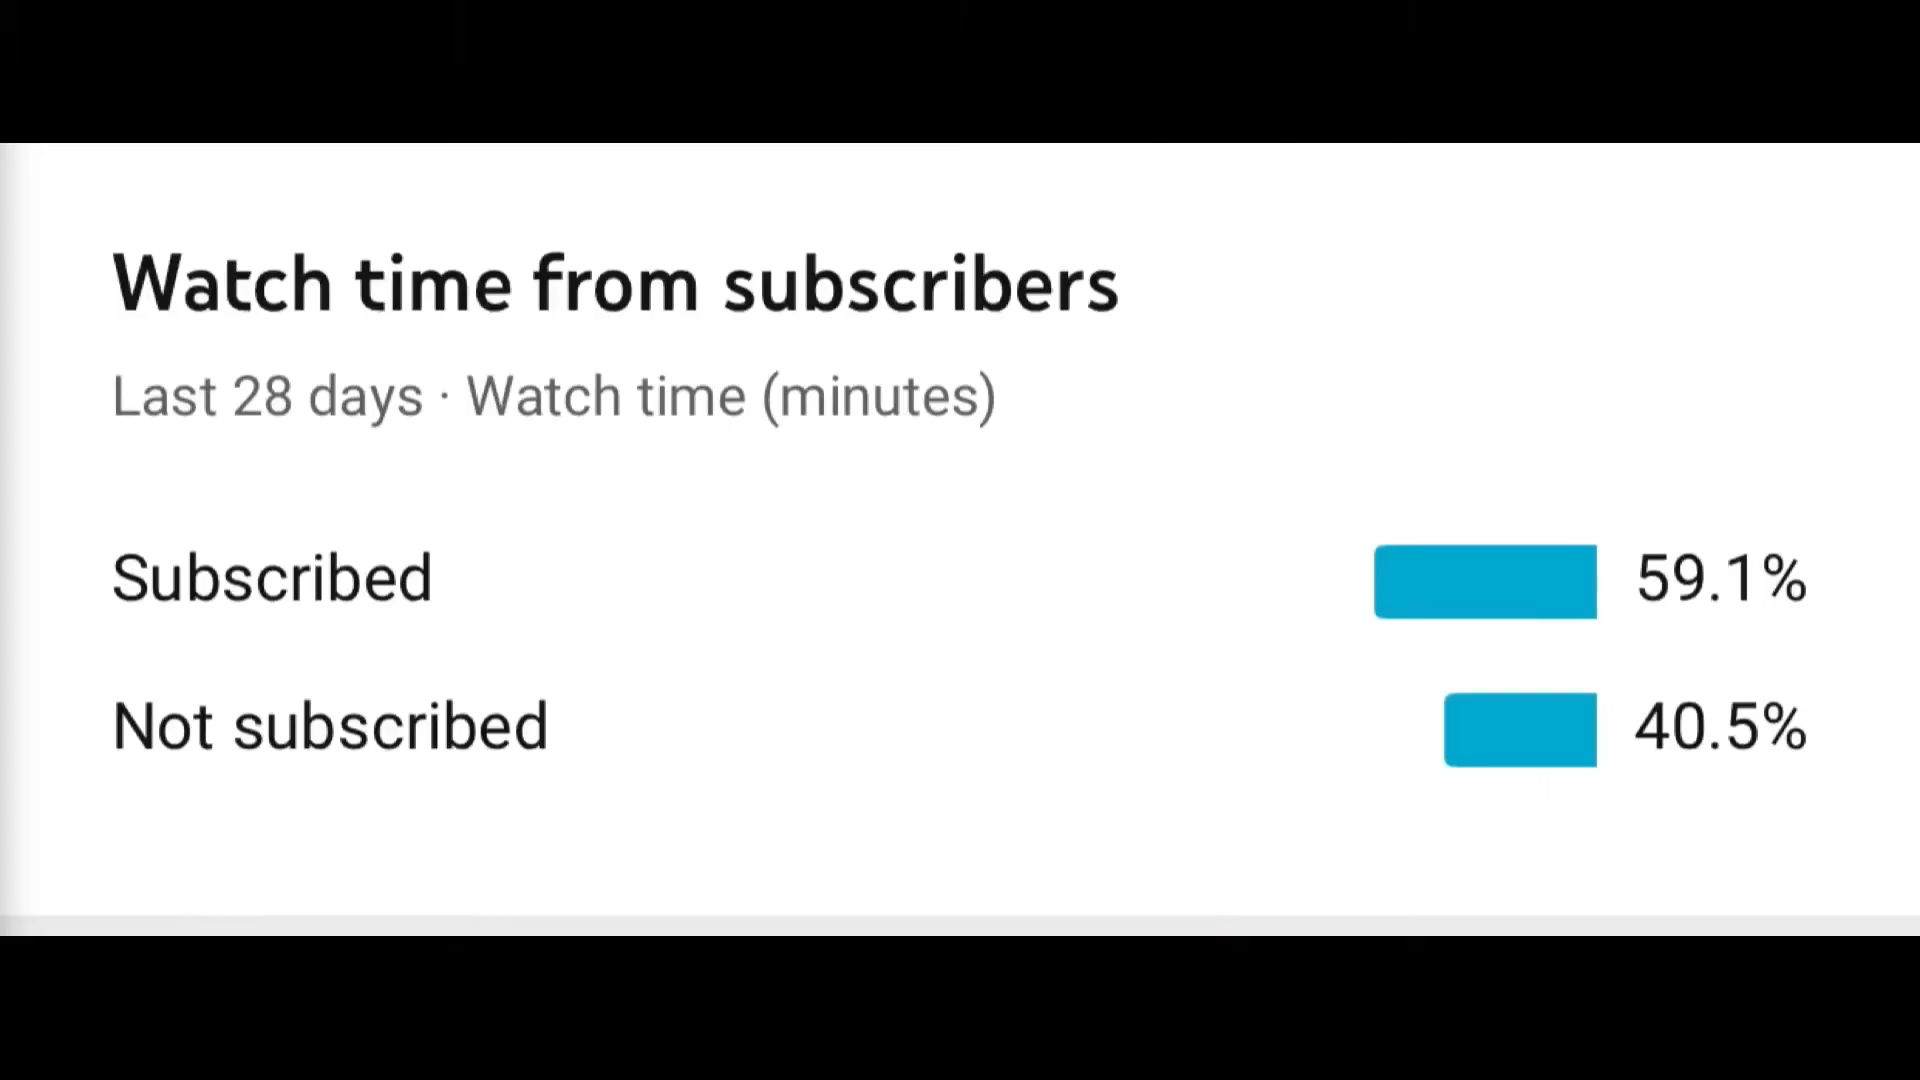 Watch time from subscribers
Last 28 days · Watch time (minutes)
Subscribed 59.1%
Not subscribed 40.5%